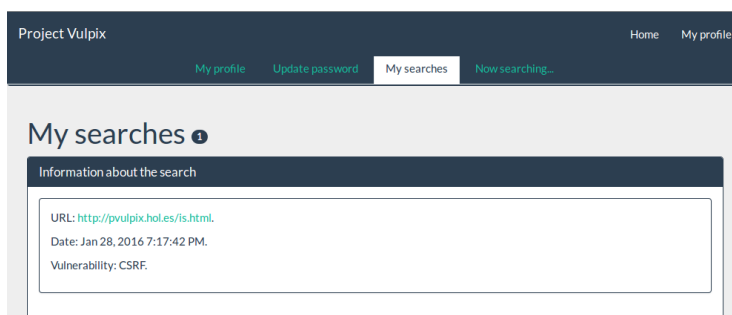 Project Vulpix
Home My profile
My profile Update password My searches Now searching...
My searches 1
Information about the search
URL: http://pvulpix.hol.es/is.html.
Date: Jan 28, 2016 7:17:42 PM.
Vulnerability: CSRF.